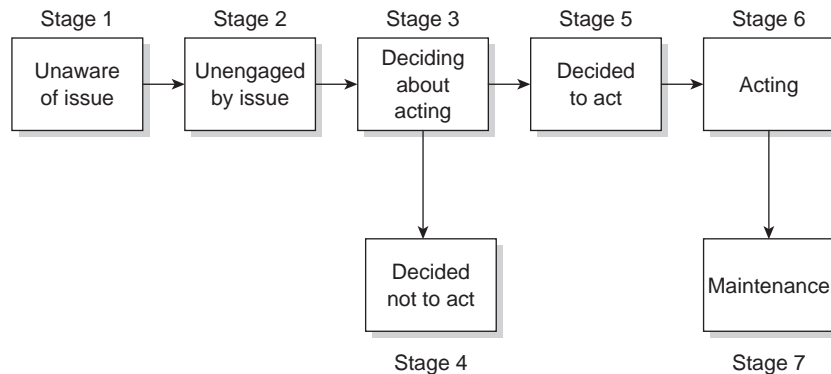 Stage 1
Stage 2
Stage 3
Stage 5
Stage 6
Unaware
of issue
Unengaged
by issue
Deciding
about
acting
Decided
to act
Acting
Decided
not to act
Maintenance
Stage 4
Stage 7